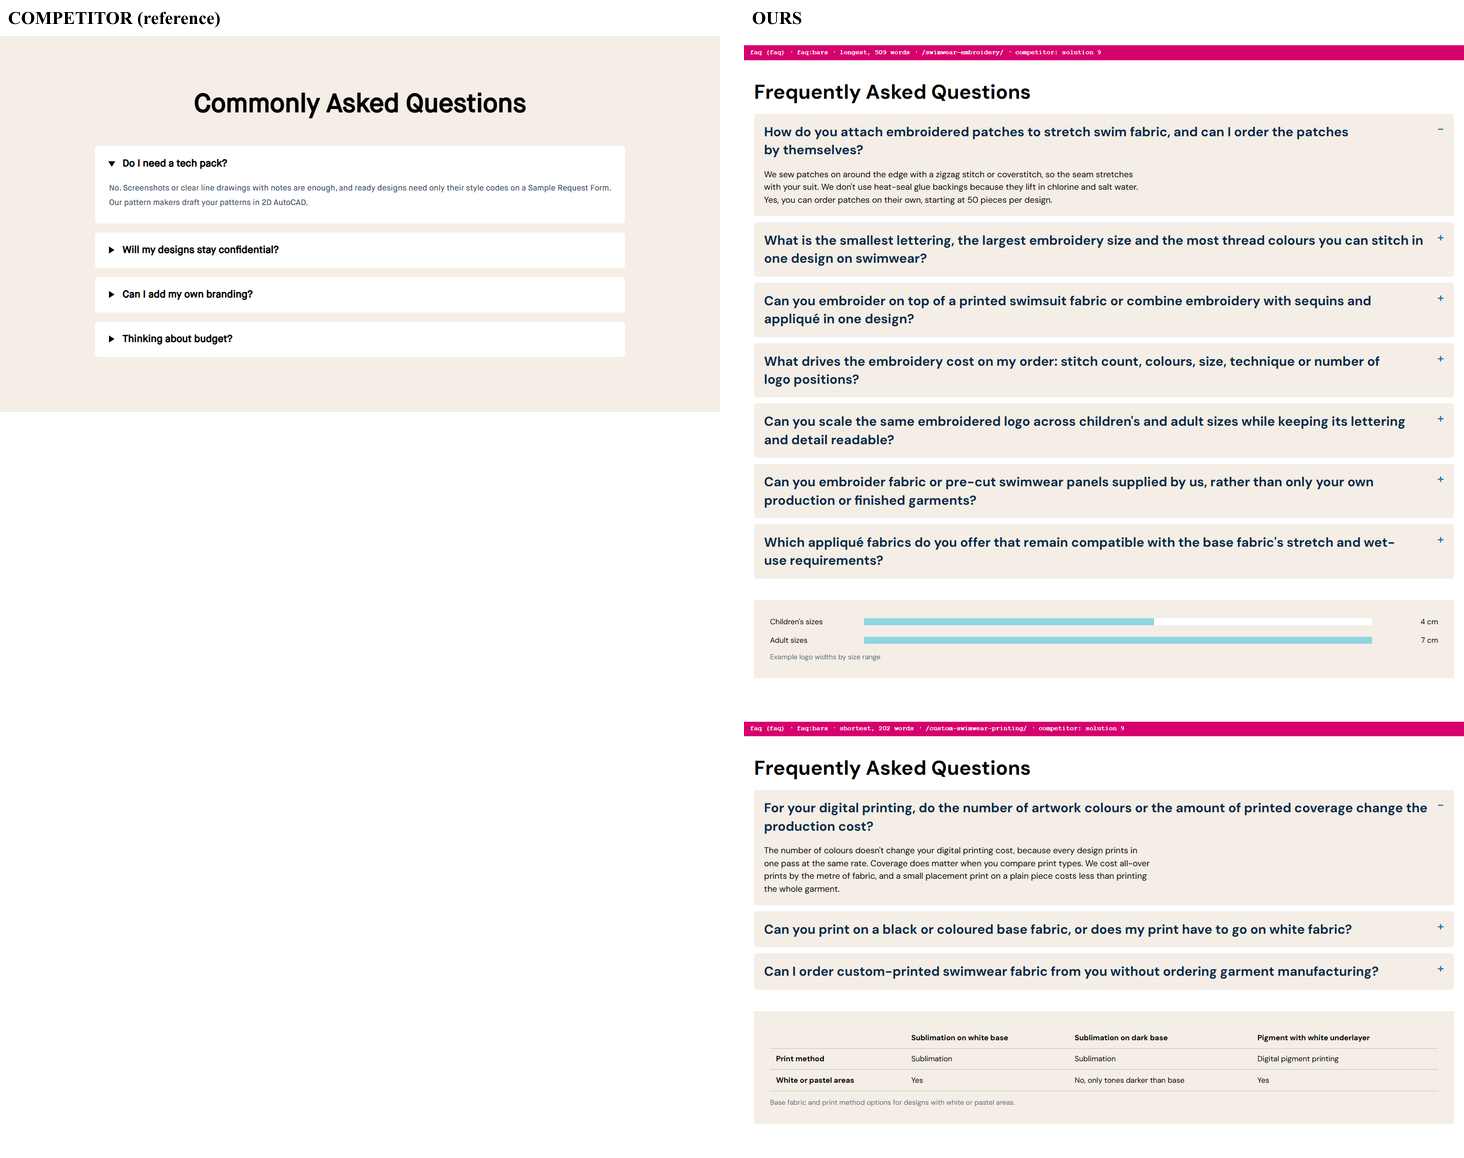 COMPETITOR (reference)
Commonly Asked Questions
Do I need a tech pack?
No. Screenshots or clear line drawings with notes are enough, and ready designs need only their style codes on a Sample Request Form.
Our pattern makers draft your patterns in 2D AutoCAD.
Will my designs stay confidential?
Can I add my own branding?
Thinking about budget?
OURS
faq (faq) · faq:bars · longest, 509 words · /swimwear-embroidery/ · competitor: solution 9
Frequently Asked Questions
How do you attach embroidered patches to stretch swim fabric, and can I order the patches
by themselves?
−
We sew patches on around the edge with a zigzag stitch or coverstitch, so the seam stretches
with your suit. We don't use heat-seal glue backings because they lift in chlorine and salt water.
Yes, you can order patches on their own, starting at 50 pieces per design.
What is the smallest lettering, the largest embroidery size and the most thread colours you can stitch in
one design on swimwear?
+
Can you embroider on top of a printed swimsuit fabric or combine embroidery with sequins and
appliqué in one design?
+
What drives the embroidery cost on my order: stitch count, colours, size, technique or number of
logo positions?
+
Can you scale the same embroidered logo across children's and adult sizes while keeping its lettering
and detail readable?
+
Can you embroider fabric or pre-cut swimwear panels supplied by us, rather than only your own
production or finished garments?
+
Which appliqué fabrics do you offer that remain compatible with the base fabric's stretch and wet-
use requirements?
+
Children's sizes 4 cm
Adult sizes 7 cm
Example logo widths by size range
faq (faq) · faq:bars · shortest, 202 words · /custom-swimwear-printing/ · competitor: solution 9
Frequently Asked Questions
For your digital printing, do the number of artwork colours or the amount of printed coverage change the
production cost?
−
The number of colours doesn't change your digital printing cost, because every design prints in
one pass at the same rate. Coverage does matter when you compare print types. We cost all-over
prints by the metre of fabric, and a small placement print on a plain piece costs less than printing
the whole garment.
Can you print on a black or coloured base fabric, or does my print have to go on white fabric?
+
Can I order custom-printed swimwear fabric from you without ordering garment manufacturing?
+
Sublimation on white base Sublimation on dark base Pigment with white underlayer
Print method Sublimation Sublimation Digital pigment printing
White or pastel areas Yes No, only tones darker than base Yes
Base fabric and print method options for designs with white or pastel areas.